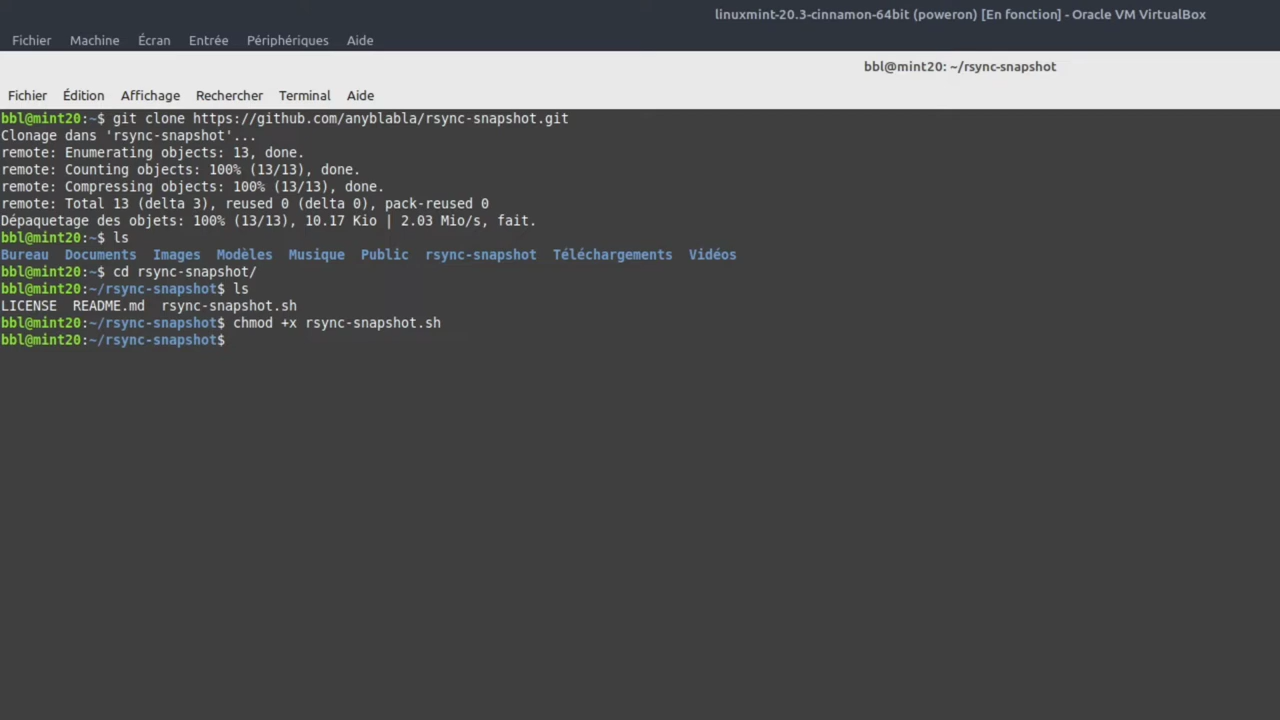 linuxmint-20.3-cinnamon-64bit (poweron) [En fonction] - Oracle VM VirtualBox
Fichier Machine Écran Entrée Périphériques Aide
bbl@mint20: ~/rsync-snapshot
Fichier Édition Affichage Rechercher Terminal Aide
bbl@mint20:~$ git clone https://github.com/anyblabla/rsync-snapshot.git
Clonage dans 'rsync-snapshot'...
remote: Enumerating objects: 13, done.
remote: Counting objects: 100% (13/13), done.
remote: Compressing objects: 100% (13/13), done.
remote: Total 13 (delta 3), reused 0 (delta 0), pack-reused 0
Dépaquetage des objets: 100% (13/13), 10.17 Kio | 2.03 Mio/s, fait.
bbl@mint20:~$ ls
Bureau Documents Images Modèles Musique Public rsync-snapshot Téléchargements Vidéos
bbl@mint20:~$ cd rsync-snapshot/
bbl@mint20:~/rsync-snapshot$ ls
LICENSE README.md rsync-snapshot.sh
bbl@mint20:~/rsync-snapshot$ chmod +x rsync-snapshot.sh
bbl@mint20:~/rsync-snapshot$